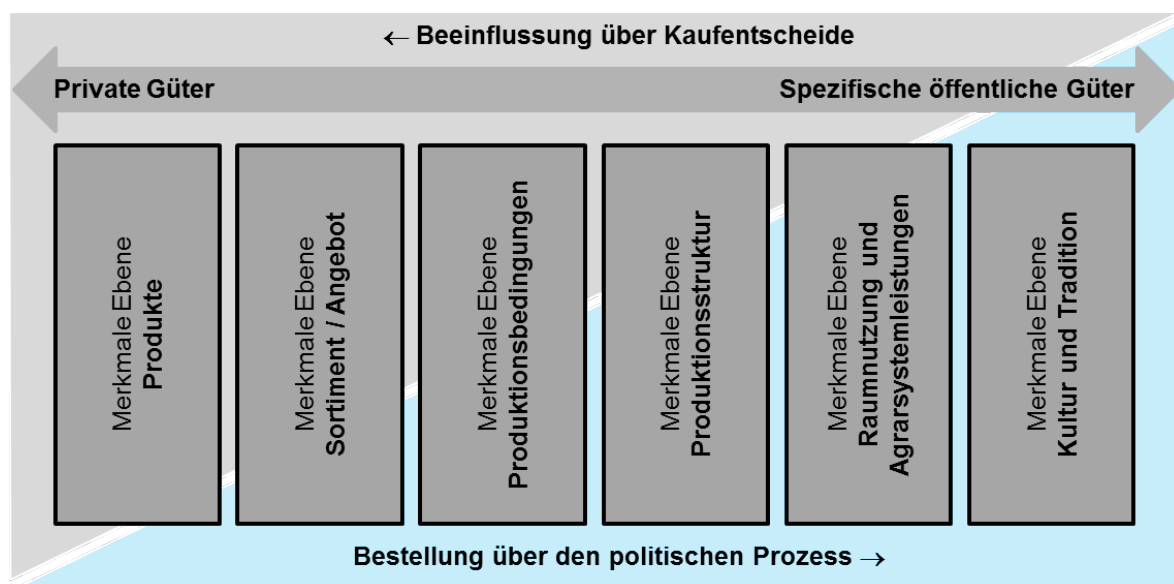 ← Beeinflussung über Kaufentscheide
Private Güter
Spezifische öffentliche Güter
Merkmale Ebene
Produkte
Merkmale Ebene
Sortiment / Angebot
Merkmale Ebene
Produktionsbedingungen
Merkmale Ebene
Produktionsstruktur
Merkmale Ebene
Raumnutzung und
Agrarsystemleistungen
Merkmale Ebene
Kultur und Tradition
Bestellung über den politischen Prozess →